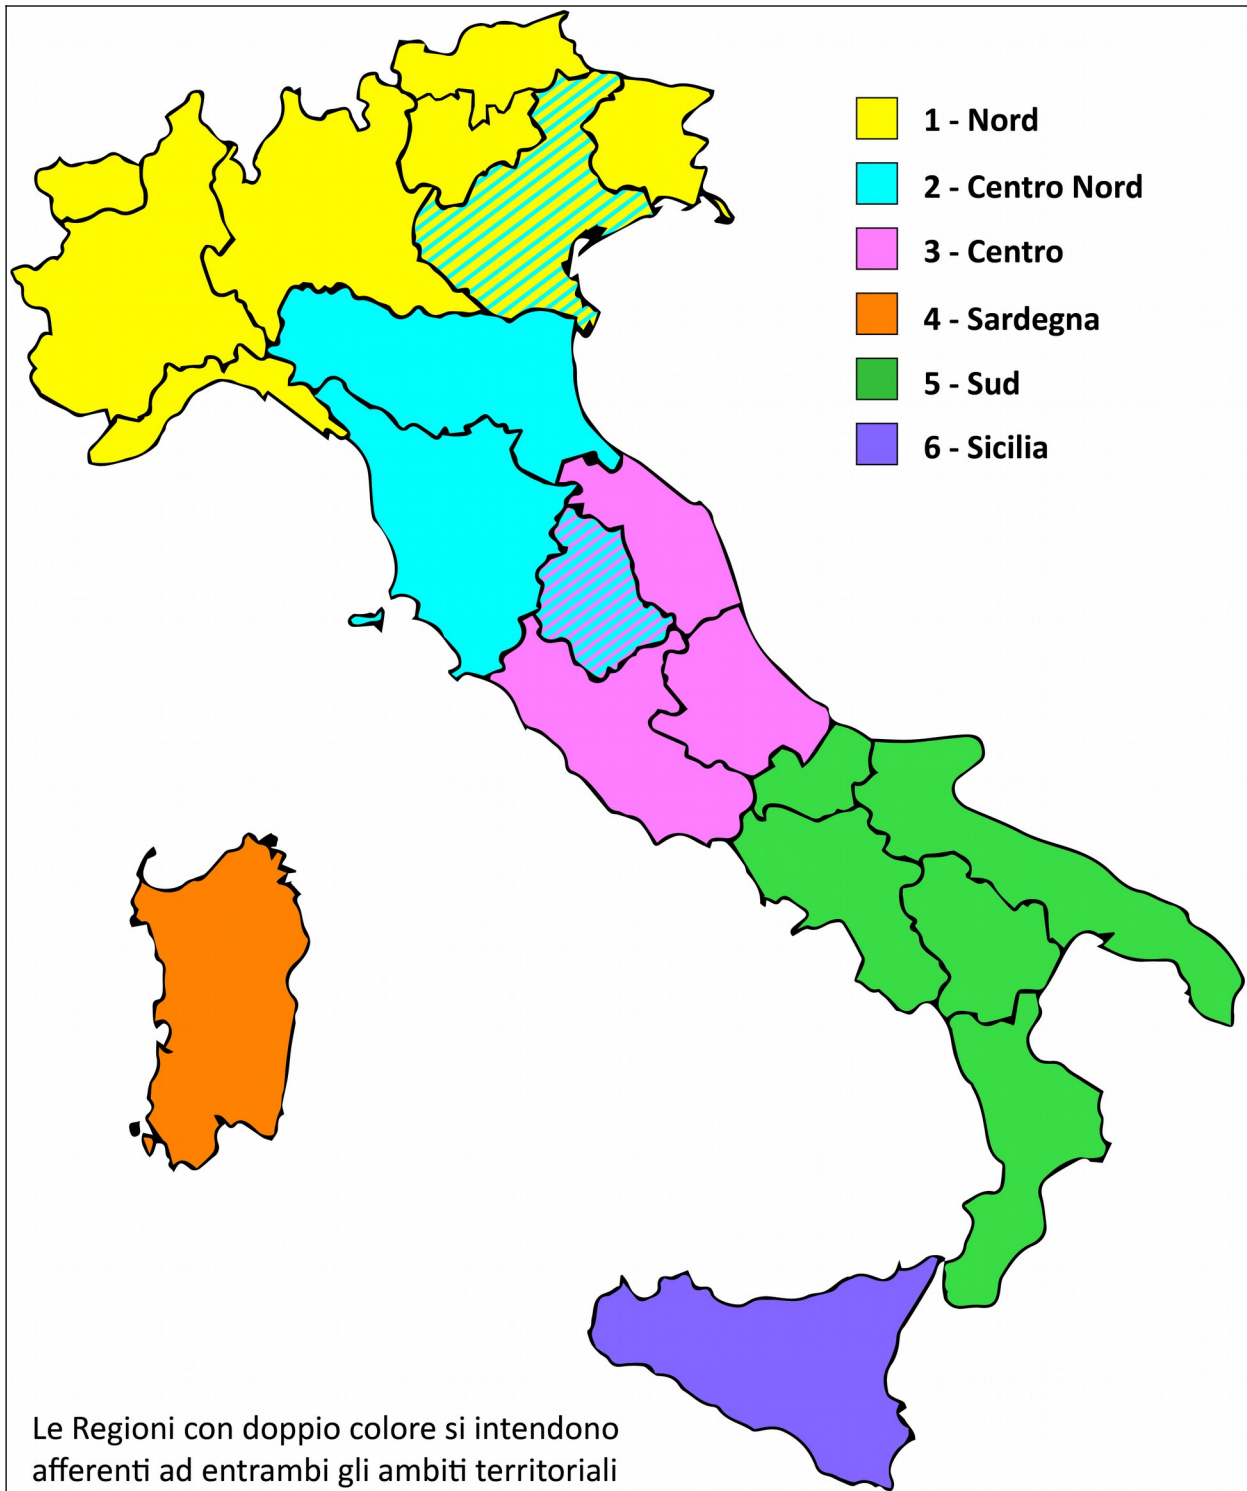 1 - Nord
2 - Centro Nord
3 - Centro
4 - Sardegna
5 - Sud
6 - Sicilia
Le Regioni con doppio colore si intendono
afferenti ad entrambi gli ambiti territoriali